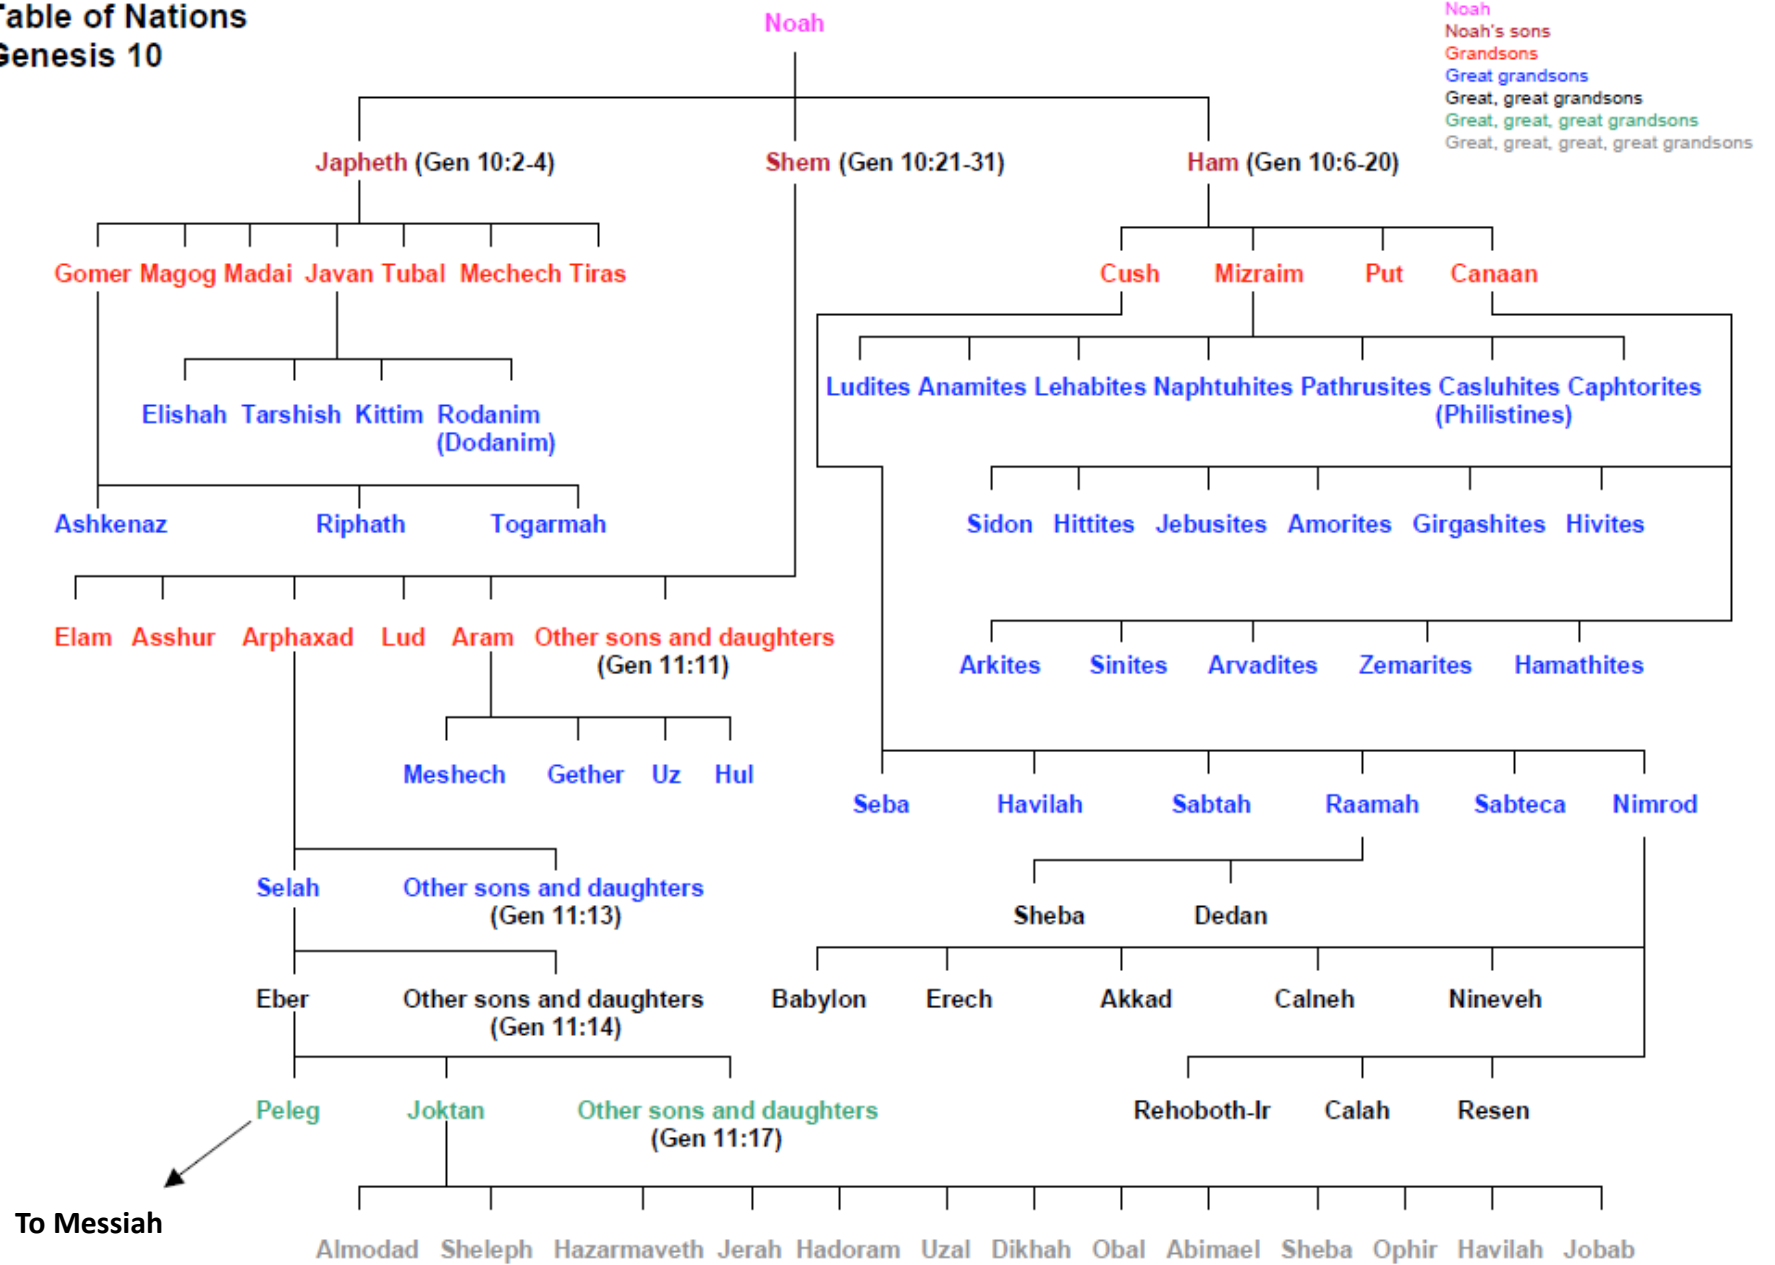 Table of Nations
Genesis 10
Noah
Noah
Noah's sons
Grandsons
Great grandsons
Great, great grandsons
Great, great, great grandsons
Great, great, great, great grandsons
Japheth (Gen 10:2-4)
Shem (Gen 10:21-31)
Ham (Gen 10:6-20)
Gomer Magog Madai Javan Tubal Mechech Tiras
Cush Mizraim Put Canaan
Ludites Anamites Lehabites Naphtuhites Pathrusites Casluhites Caphtorites
(Philistines)
Elishah Tarshish Kittim Rodanim
(Dodanim)
Ashkenaz Riphath Togarmah
Sidon Hittites Jebusites Amorites Girgashites Hivites
Elam Asshur Arphaxad Lud Aram Other sons and daughters
(Gen 11:11)
Arkites Sinites Arvadites Zemarites Hamathites
Meshech Gether Uz Hul
Seba Havilah Sabtah Raamah Sabteca Nimrod
Selah Other sons and daughters
(Gen 11:13)
Sheba Dedan
Eber Other sons and daughters
(Gen 11:14)
Babylon Erech Akkad Calneh Nineveh
Peleg Joktan Other sons and daughters
(Gen 11:17)
Rehoboth-Ir Calah Resen
To Messiah
Almodad Sheleph Hazarmaveth Jerah Hadoram Uzal Dikhah Obal Abimael Sheba Ophir Havilah Jobab